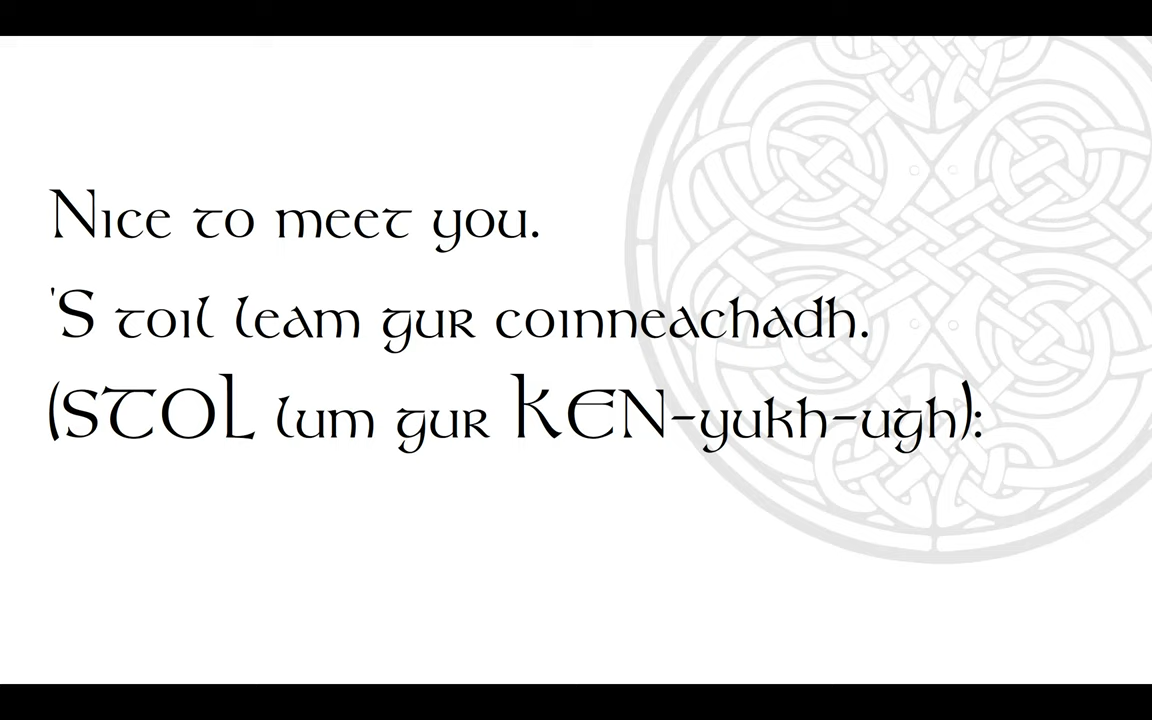 Nice to meet you.
'S toil leam gur coinneachadh.
(STOL lum gur KEN-yukh-ugh):